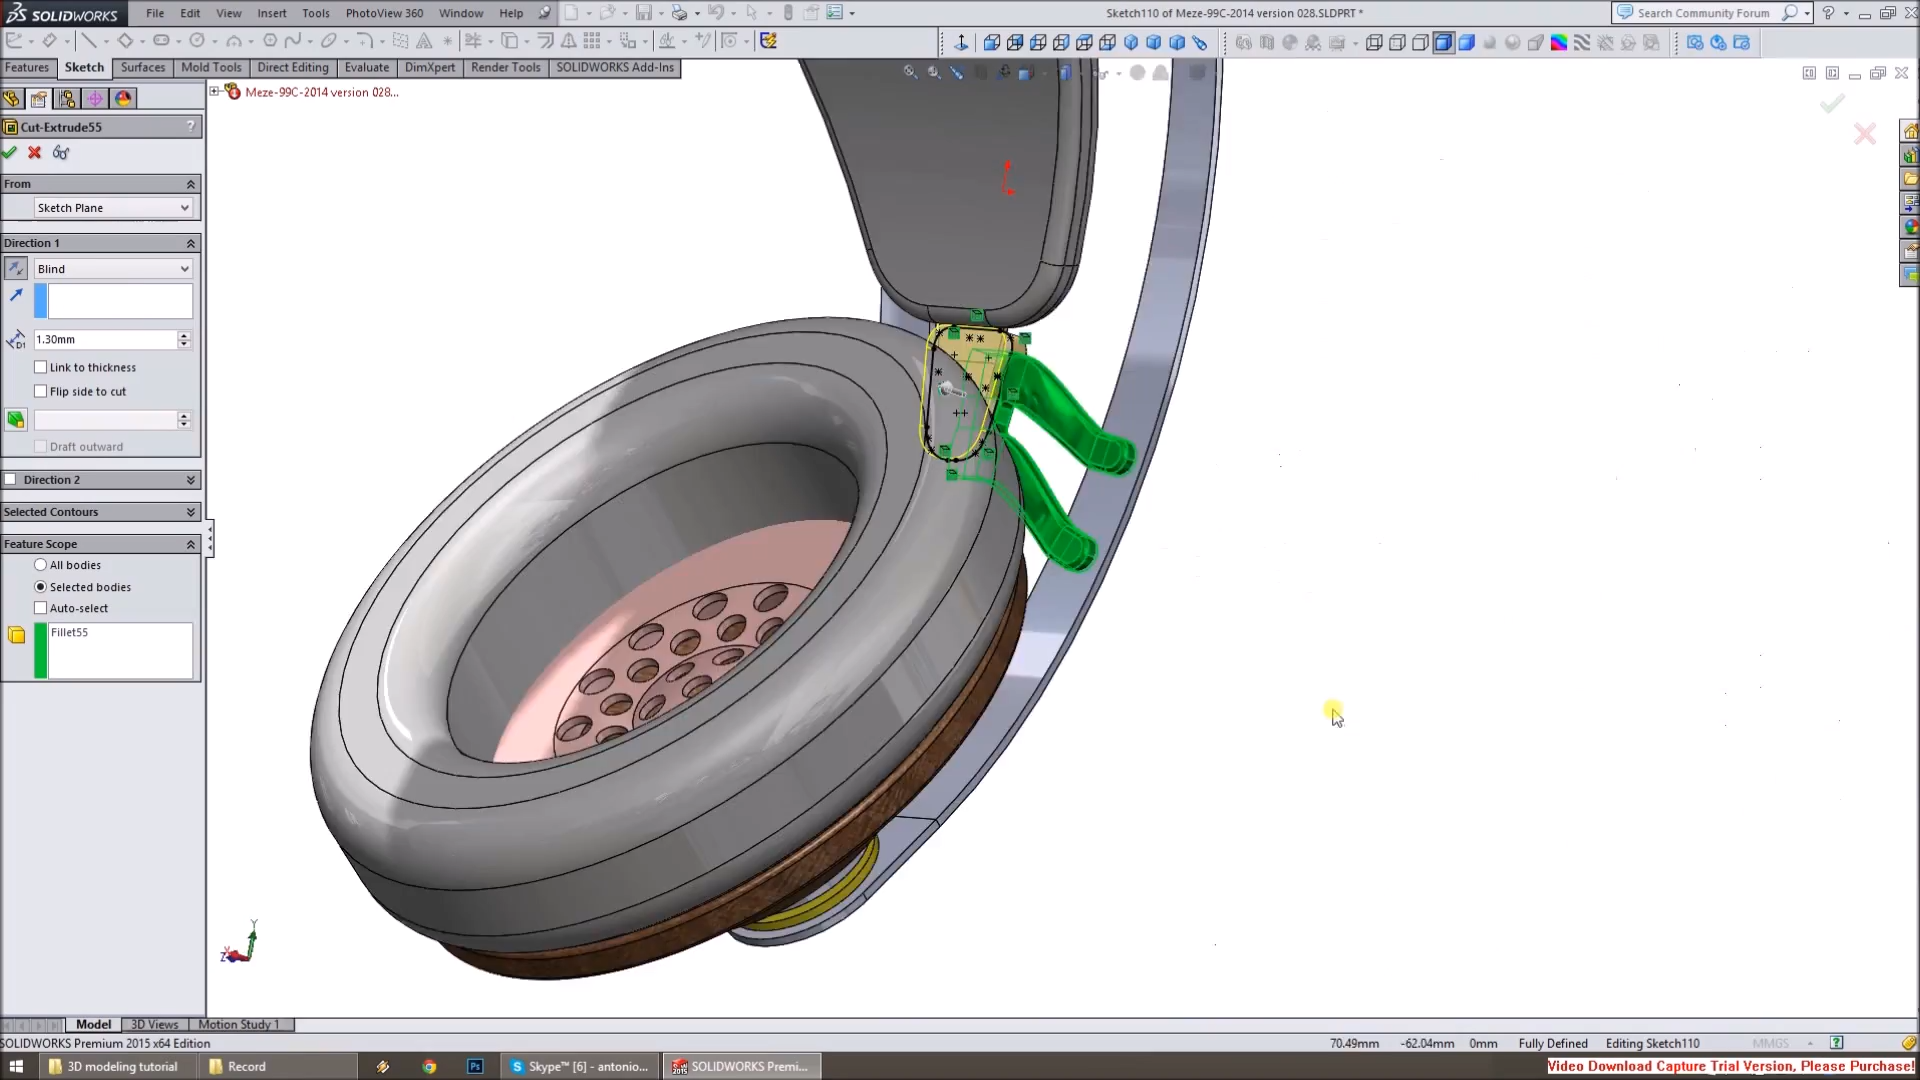 SOLIDWORKS File Edit View Insert Tools PhotoView 360 Window Help Sketch110 of Meze-99C-2014 version 028.SLDPRT * Search Community Forum
Features Sketch Surfaces Mold Tools Direct Editing Evaluate DimXpert Render Tools SOLIDWORKS Add-Ins
Meze-99C-2014 version 028...
Cut-Extrude55 ?
From
Sketch Plane
Direction 1
Blind
1.30mm
Link to thickness
Flip side to cut
Draft outward
Direction 2
Selected Contours
Feature Scope
All bodies
Selected bodies
Auto-select
Fillet55
Y
Z
Model 3D Views Motion Study 1
SOLIDWORKS Premium 2015 x64 Edition 70.49mm -62.04mm 0mm Fully Defined Editing Sketch110 MMGS
3D modeling tutorial Record Skype™ [6] - antonio... SOLIDWORKS Premi...
Video Download Capture Trial Version, Please Purchase!